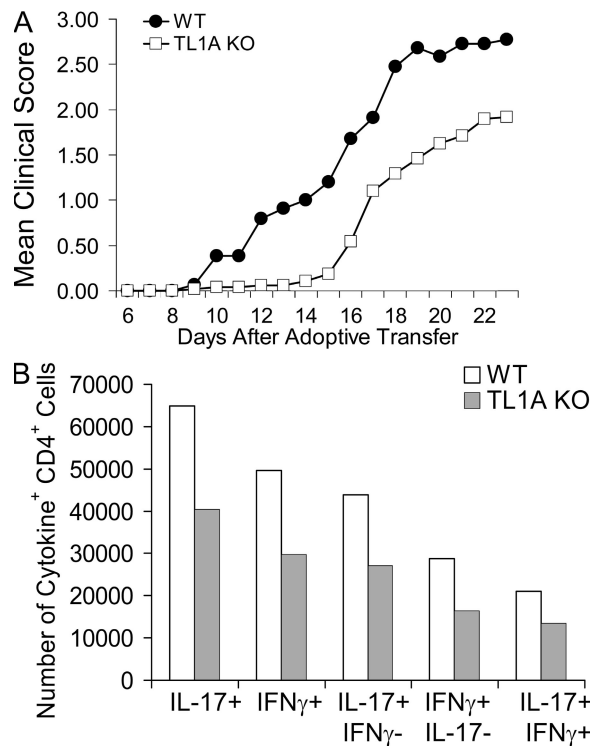 A
WT
TL1A KO
Mean Clinical Score
3.00
2.50
2.00
1.50
1.00
0.50
0.00
6 8 10 12 14 16 18 20 22
Days After Adoptive Transfer
B
WT
TL1A KO
Number of Cytokine⁺ CD4⁺ Cells
70000
60000
50000
40000
30000
20000
10000
0
IL-17+ IFNγ+ IL-17+ IFNγ+ IL-17+
IFNγ- IL-17- IFNγ+